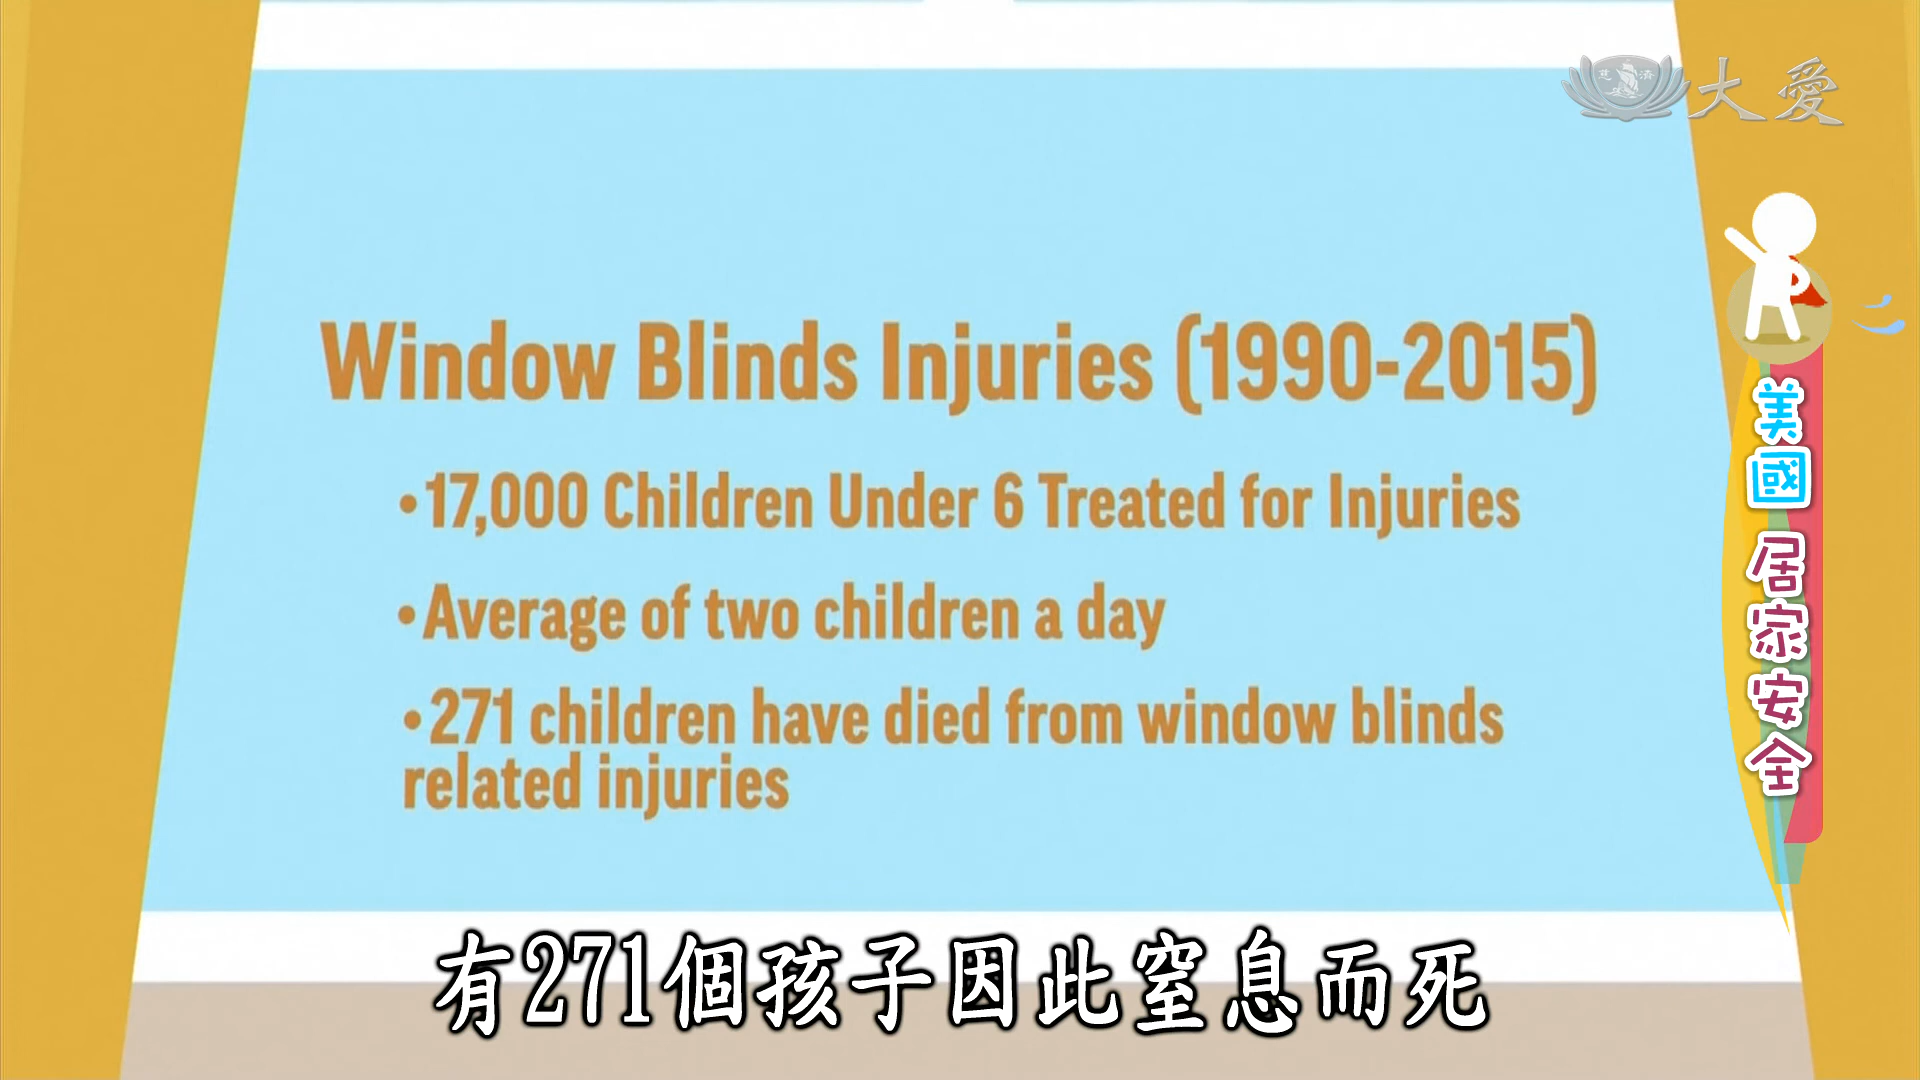 大愛
慈濟
Window Blinds Injuries (1990-2015)
•17,000 Children Under 6 Treated for Injuries
•Average of two children a day
•271 children have died from window blinds
related injuries
美國 居家安全
有271個孩子因此窒息而死